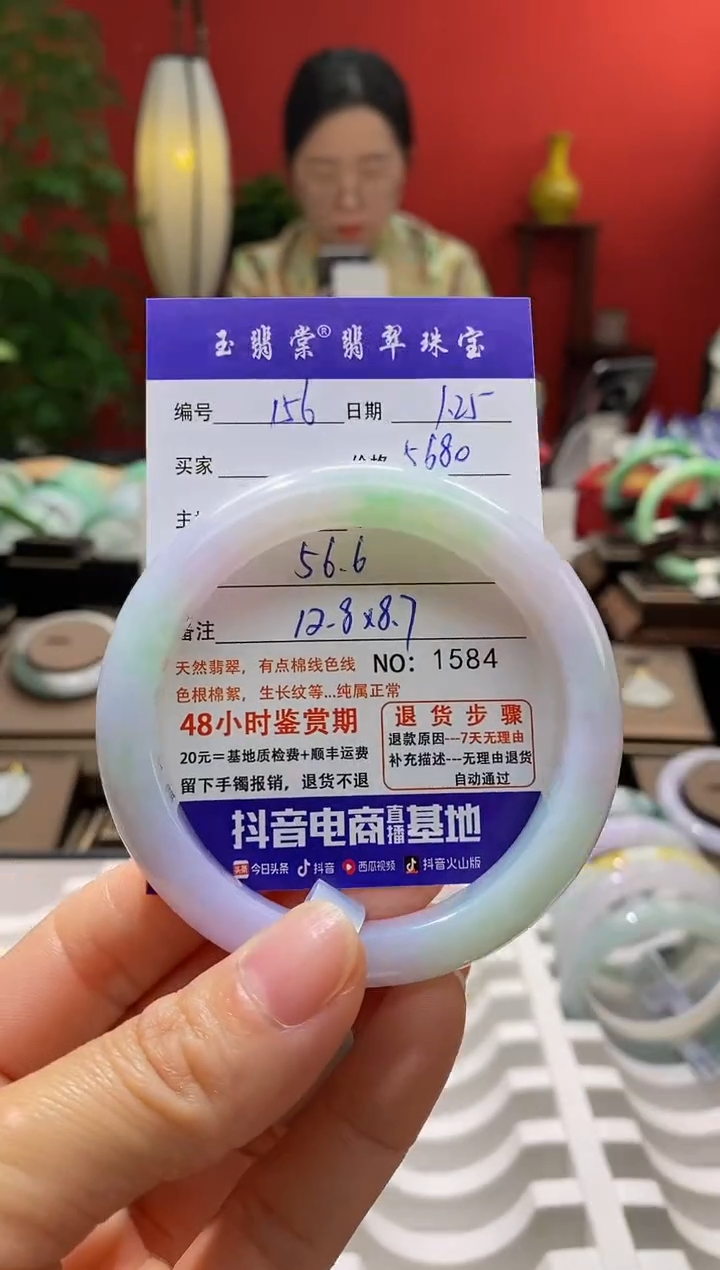 玉翡棠®翡翠珠宝
编号 156 日期 1.25
买家 价格 5680
主
56.6
备注 12.8x8.7
天然翡翠，有点棉线色线 NO: 1584
色根棉絮，生长纹等...纯属正常
48小时鉴赏期
20元=基地质检费+顺丰运费
留下手镯报销，退货不退
退货步骤
退款原因---7天无理由
补充描述---无理由退货
自动通过
抖音电商直播基地
头条 今日头条 抖音 西瓜视频 抖音火山版